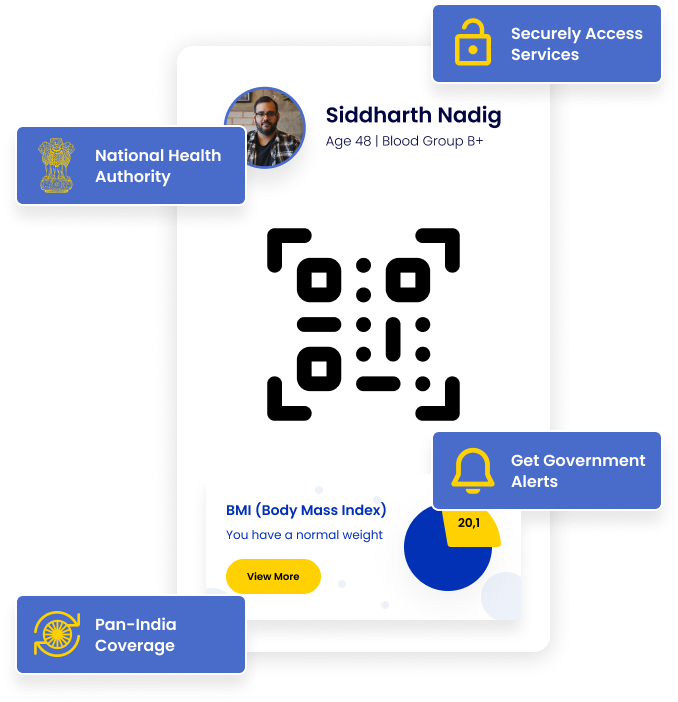 Securely Access
Services
Siddharth Nadig
Age 48 | Blood Group B+
National Health
Authority
Get Government
Alerts
BMI (Body Mass Index)
You have a normal weight
20,1
View More
Pan-India
Coverage